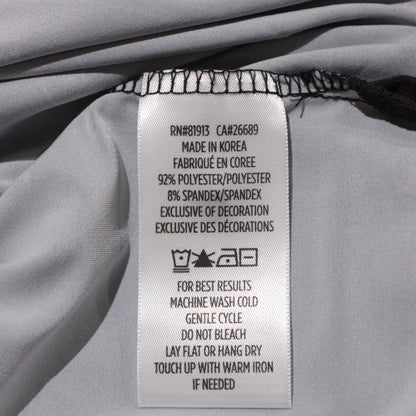 RN#81913 CA#26689
MADE IN KOREA
FABRIQUÉ EN COREE
92% POLYESTER/POLYESTER
8% SPANDEX/SPANDEX
EXCLUSIVE OF DECORATION
EXCLUSIVE DES DÉCORATIONS
FOR BEST RESULTS
MACHINE WASH COLD
GENTLE CYCLE
DO NOT BLEACH
LAY FLAT OR HANG DRY
TOUCH UP WITH WARM IRON
IF NEEDED